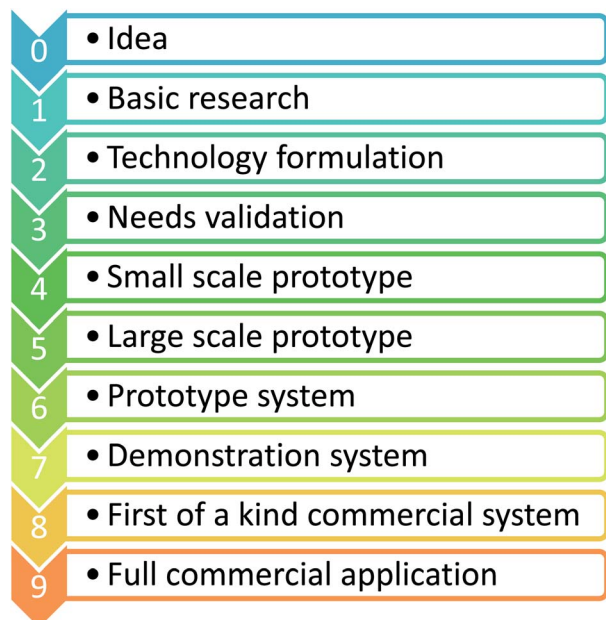 0 • Idea
1 • Basic research
2 • Technology formulation
3 • Needs validation
4 • Small scale prototype
5 • Large scale prototype
6 • Prototype system
7 • Demonstration system
8 • First of a kind commercial system
9 • Full commercial application